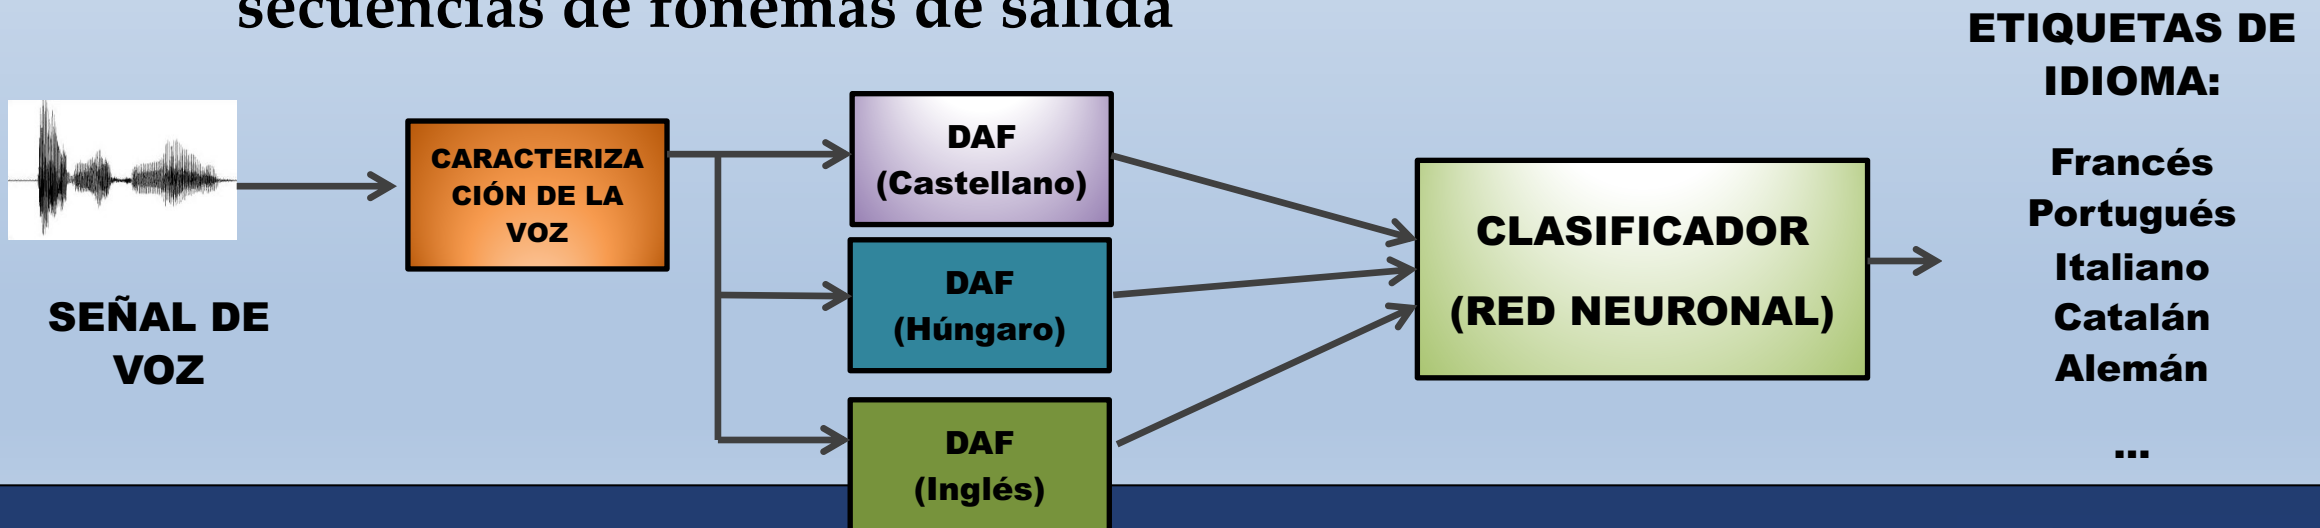 secuencias de fonemas de salida
SEÑAL DE
VOZ
CARACTERIZA
CIÓN DE LA
VOZ
DAF
(Castellano)
DAF
(Húngaro)
DAF
(Inglés)
CLASIFICADOR
(RED NEURONAL)
ETIQUETAS DE
IDIOMA:
Francés
Portugués
Italiano
Catalán
Alemán
...